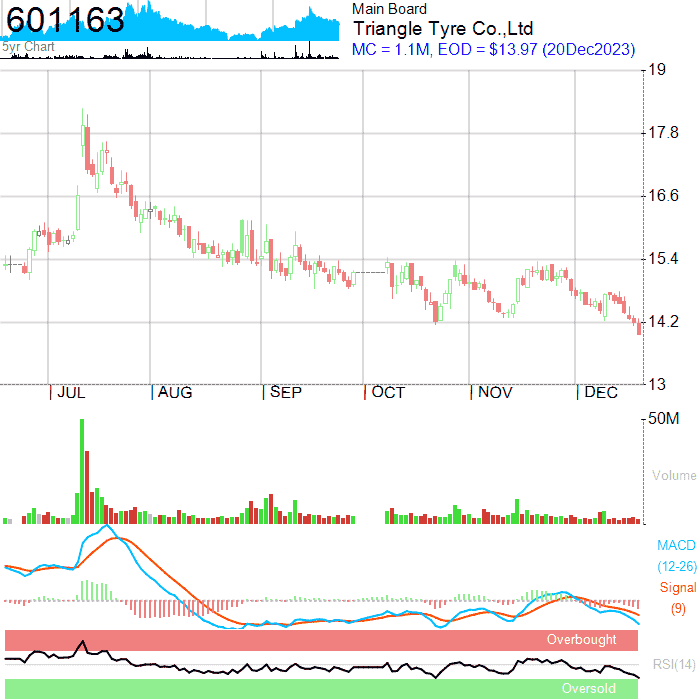 601163
Main Board
Triangle Tyre Co.,Ltd
5yr Chart
MC = 1.1M, EOD = $13.97 (20Dec2023)
19
17.8
16.6
15.4
14.2
13
JUL AUG SEP OCT NOV DEC
50M
Volume
MACD
(12-26)
Signal
(9)
Overbought
RSI(14)
Oversold